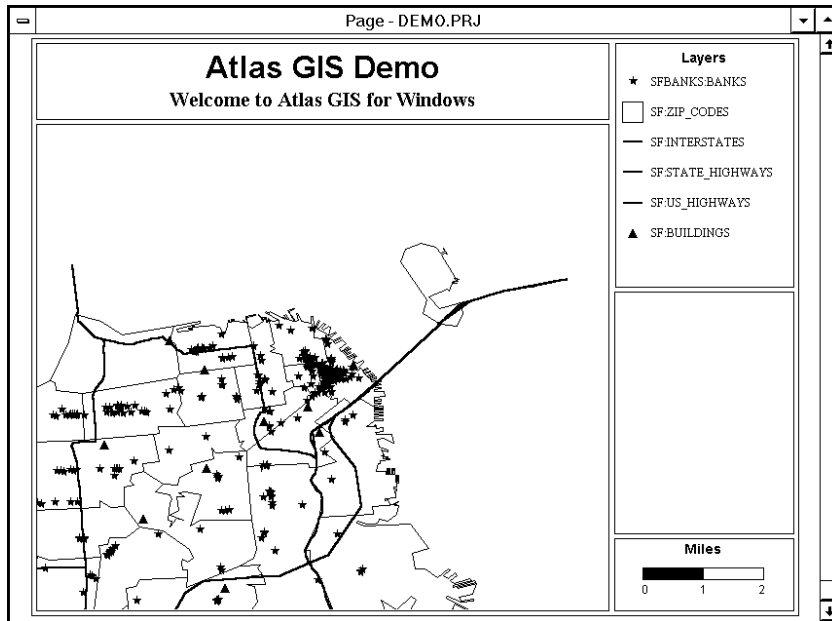 Page - DEMO.PRJ
Atlas GIS Demo
Welcome to Atlas GIS for Windows
Layers
SFBANKS:BANKS
SF:ZIP_CODES
SF:INTERSTATES
SF:STATE_HIGHWAYS
SF:US_HIGHWAYS
SF:BUILDINGS
Miles
0 1 2